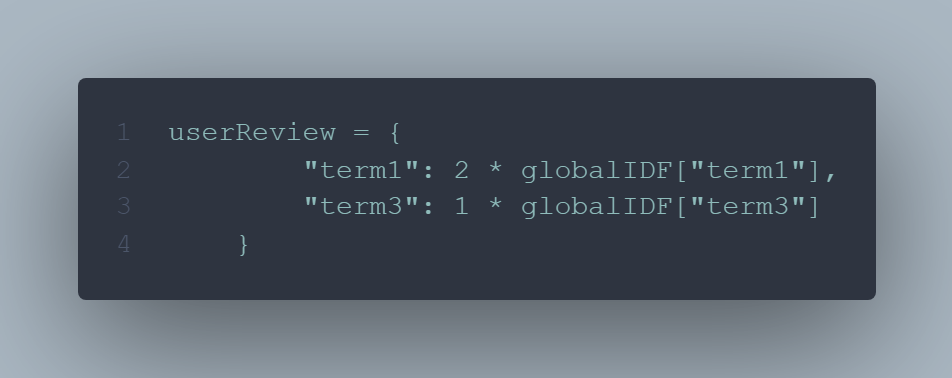 1 userReview = {
2 "term1": 2 * globalIDF["term1"],
3 "term3": 1 * globalIDF["term3"]
4 }